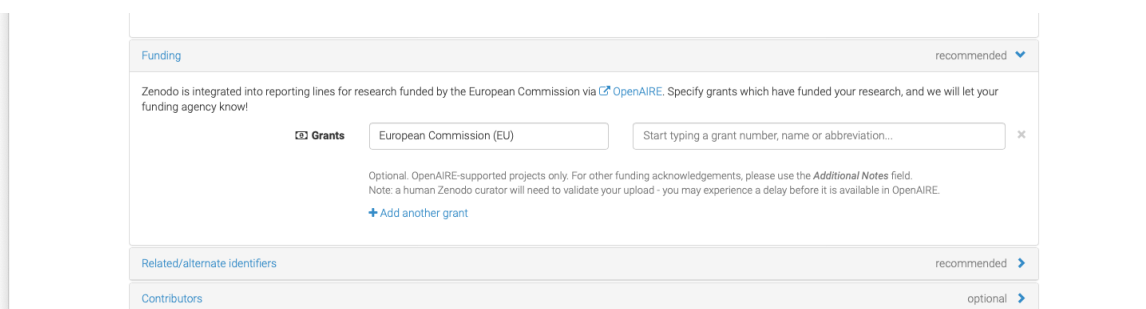 Funding recommended
Zenodo is integrated into reporting lines for research funded by the European Commission via OpenAIRE. Specify grants which have funded your research, and we will let your
funding agency know!
Grants European Commission (EU) Start typing a grant number, name or abbreviation... ×
Optional. OpenAIRE-supported projects only. For other funding acknowledgements, please use the Additional Notes field.
Note: a human Zenodo curator will need to validate your upload - you may experience a delay before it is available in OpenAIRE.
+ Add another grant
Related/alternate identifiers recommended
Contributors optional